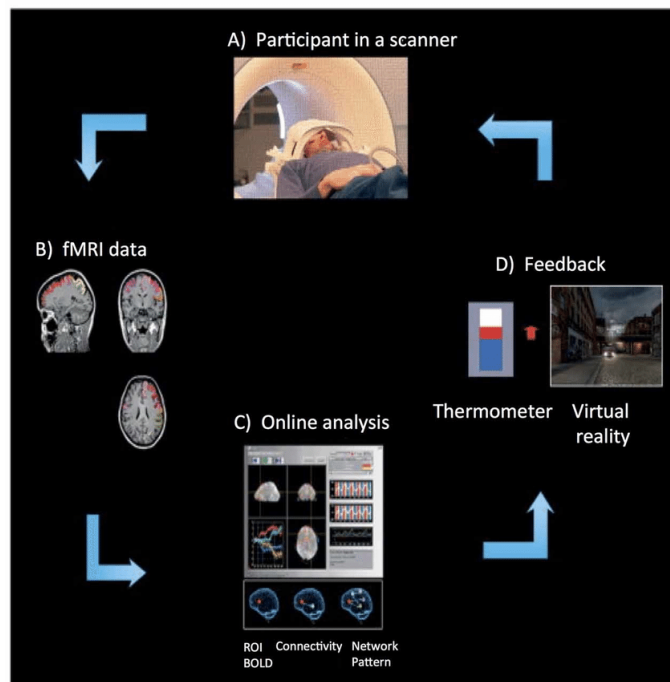 A) Participant in a scanner
B) fMRI data
D) Feedback
Thermometer Virtual
reality
C) Online analysis
ROI Connectivity Network
BOLD Pattern